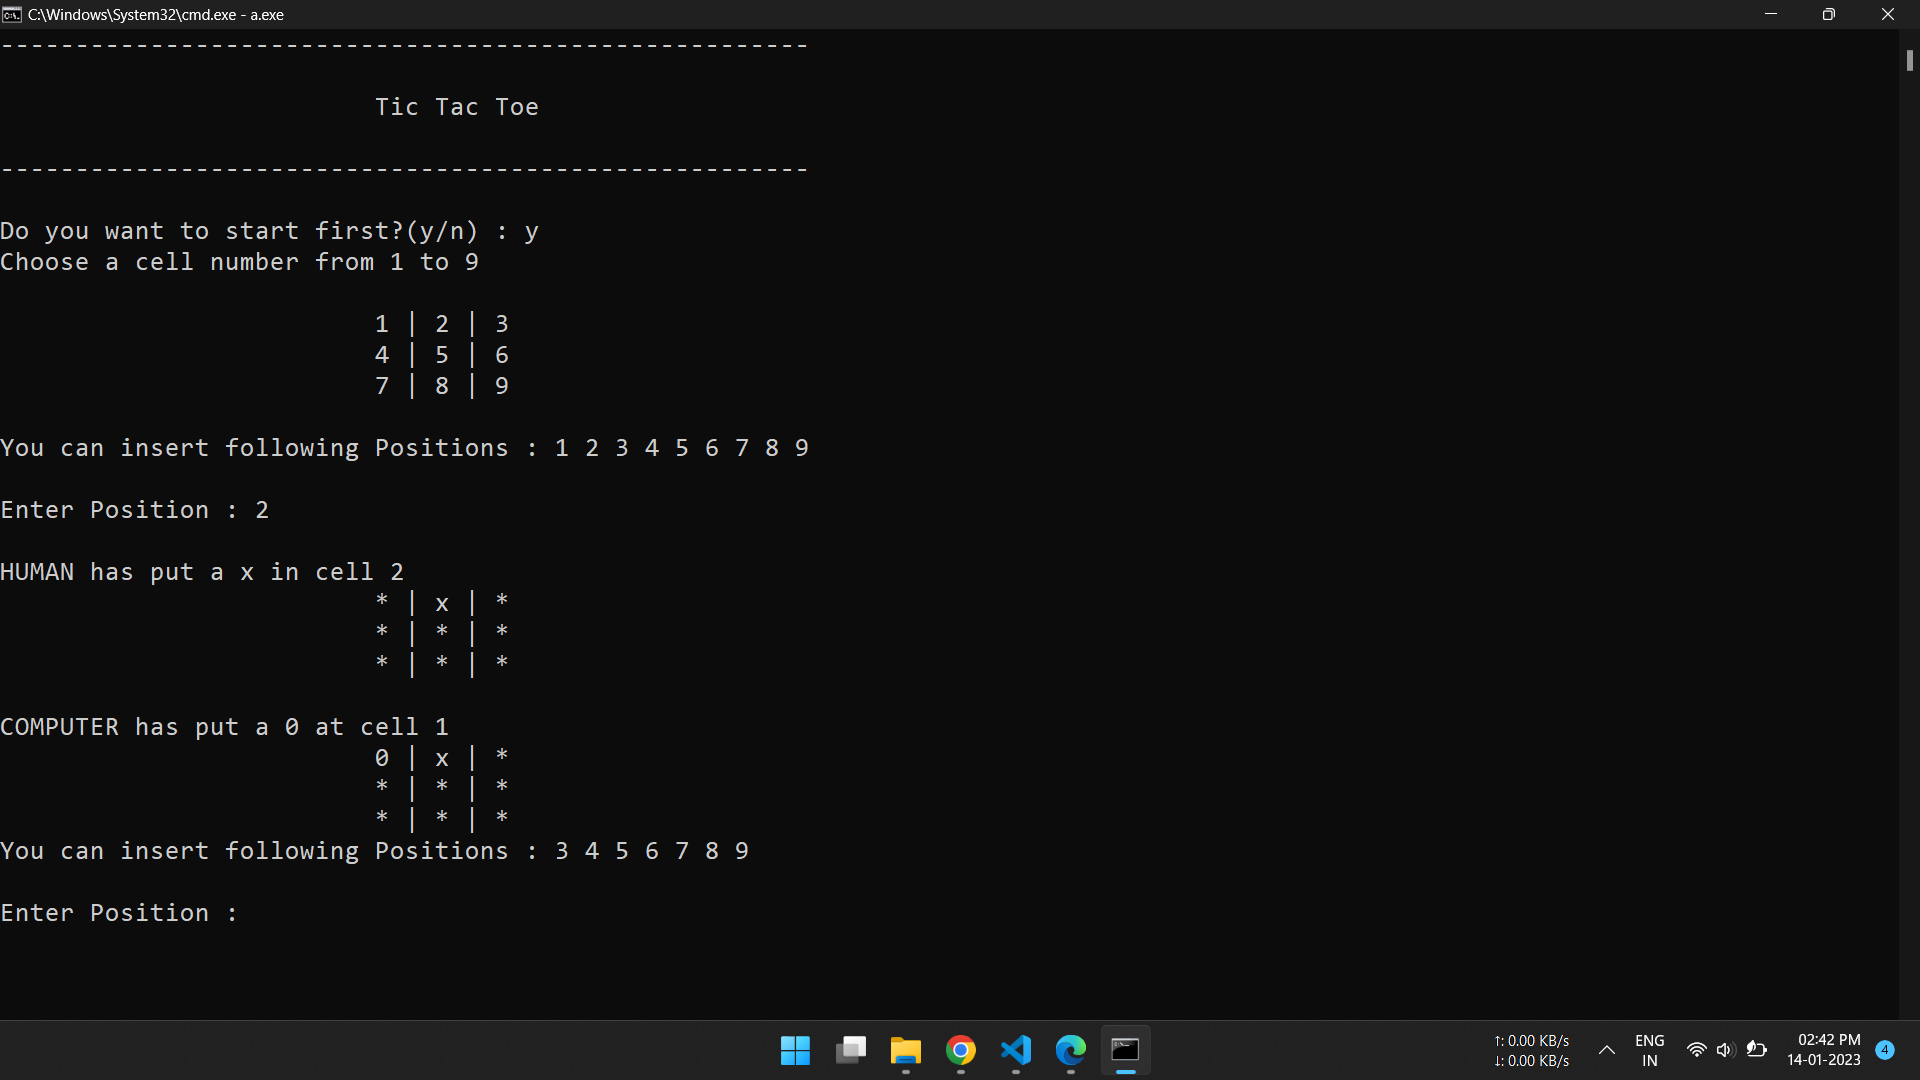 C:\Windows\System32\cmd.exe - a.exe
------------------------------------------------------
Tic Tac Toe
------------------------------------------------------
Do you want to start first?(y/n) : y
Choose a cell number from 1 to 9
1 | 2 | 3
4 | 5 | 6
7 | 8 | 9
You can insert following Positions : 1 2 3 4 5 6 7 8 9
Enter Position : 2
HUMAN has put a x in cell 2
* | x | *
* | * | *
* | * | *
COMPUTER has put a 0 at cell 1
0 | x | *
* | * | *
* | * | *
You can insert following Positions : 3 4 5 6 7 8 9
Enter Position :
↑: 0.00 KB/s
↓: 0.00 KB/s
ENG
IN
02:42 PM
14-01-2023
4